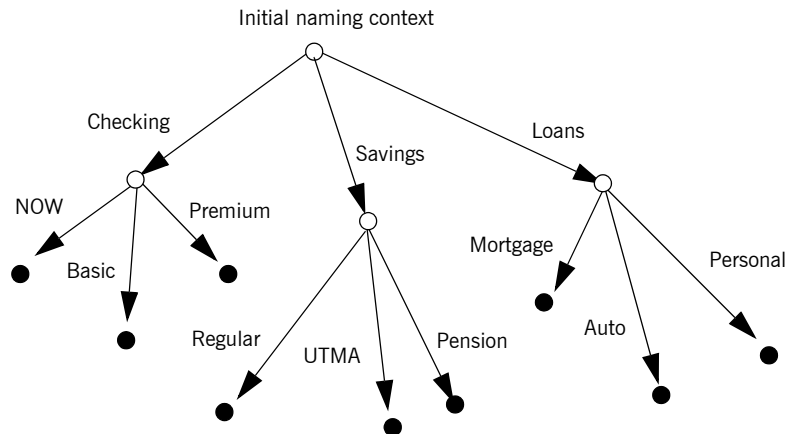 Initial naming context
Checking
Savings
Loans
NOW
Basic
Premium
Regular
UTMA
Pension
Mortgage
Auto
Personal